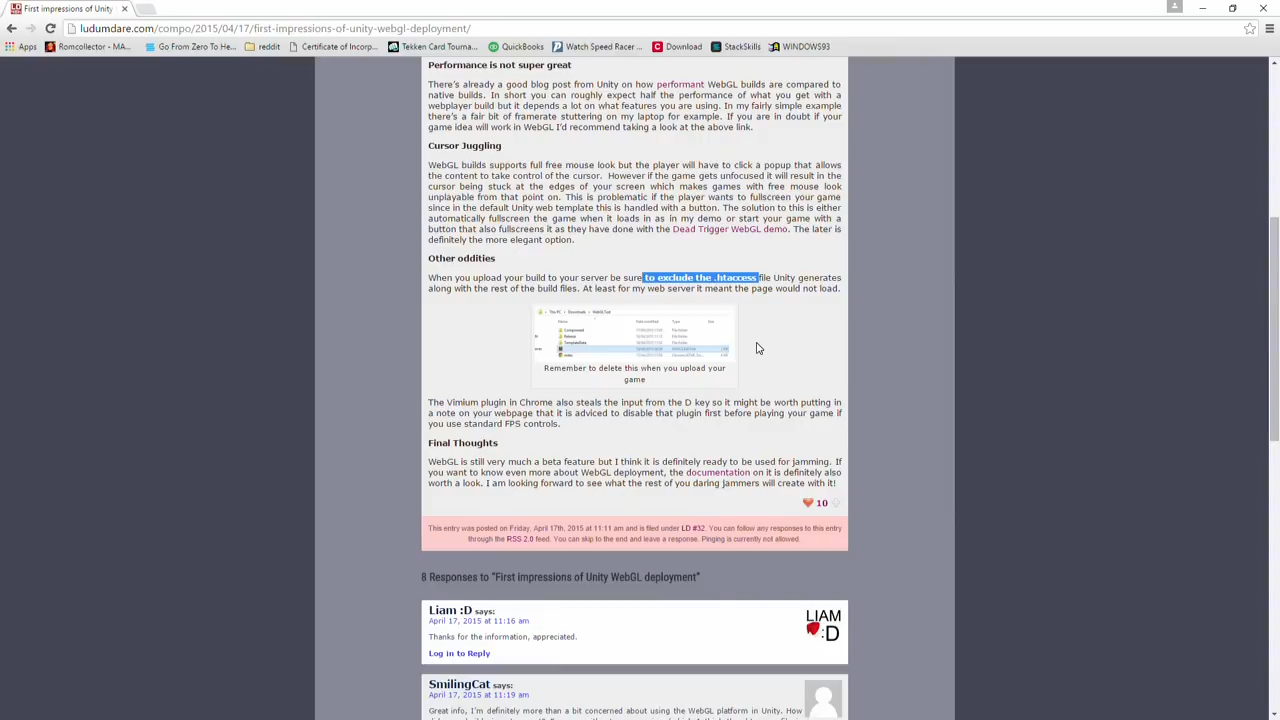 First impressions of Unity
ludumdare.com/compo/2015/04/17/first-impressions-of-unity-webgl-deployment/
Apps Romcollector - MA... Go From Zero To He... reddit Certificate of Incorp... Tekken Card Tourna... QuickBooks Watch Speed Racer ... Download StackSkills WINDOWS93
Performance is not super great
There's already a good blog post from Unity on how performant WebGL builds are compared to
native builds. In short you can roughly expect half the performance of what you get with a
webplayer build but it depends a lot on what features you are using. In my fairly simple example
there's a fair bit of framerate stuttering on my laptop for example. If you are in doubt if your
game idea will work in WebGL I'd recommend taking a look at the above link.
Cursor Juggling
WebGL builds supports full free mouse look but the player will have to click a popup that allows
the content to take control of the cursor. However if the game gets unfocused it will result in the
cursor being stuck at the edges of your screen which makes games with free mouse look
unplayable from that point on. This is problematic if the player wants to fullscreen your game
since in the default Unity web template this is handled with a button. The solution to this is either
automatically fullscreen the game when it loads in as in my demo or start your game with a
button that also fullscreens it as they have done with the Dead Trigger WebGL demo. The later is
definitely the more elegant option.
Other oddities
When you upload your build to your server be sure to exclude the .htaccess file Unity generates
along with the rest of the build files. At least for my web server it meant the page would not load.
Remember to delete this when you upload your
game
The Vimium plugin in Chrome also steals the input from the D key so it might be worth putting in
a note on your webpage that it is adviced to disable that plugin first before playing your game if
you use standard FPS controls.
Final Thoughts
WebGL is still very much a beta feature but I think it is definitely ready to be used for jamming. If
you want to know even more about WebGL deployment, the documentation on it is definitely also
worth a look. I am looking forward to see what the rest of you daring jammers will create with it!
10
This entry was posted on Friday, April 17th, 2015 at 11:11 am and is filed under LD #32. You can follow any responses to this entry
through the RSS 2.0 feed. You can skip to the end and leave a response. Pinging is currently not allowed.
8 Responses to "First impressions of Unity WebGL deployment"
Liam :D says:
April 17, 2015 at 11:16 am
LIAM
:D
Thanks for the information, appreciated.
Log in to Reply
SmilingCat says:
April 17, 2015 at 11:19 am
Great info, I'm definitely more than a bit concerned about using the WebGL platform in Unity. How